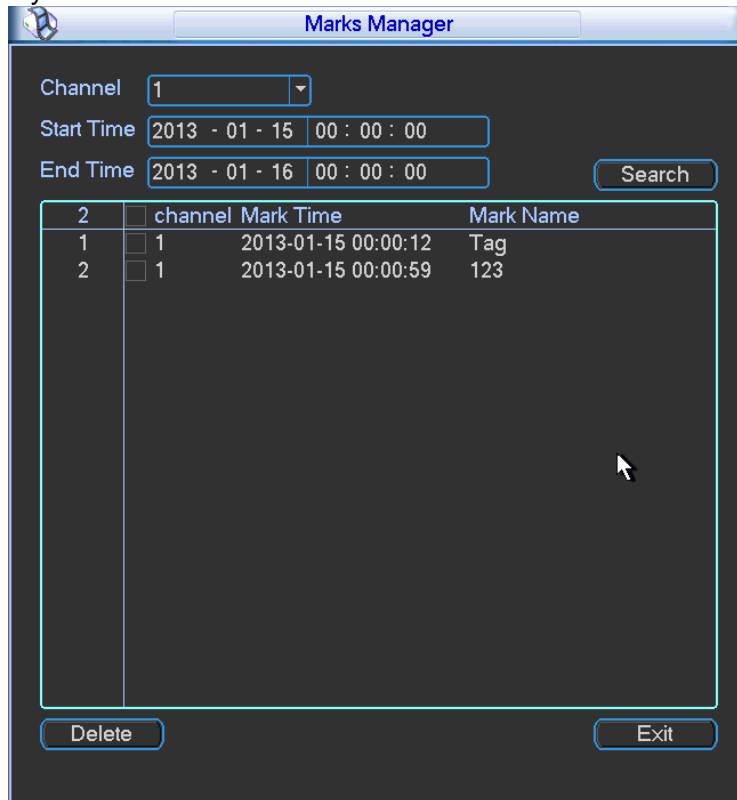 Marks Manager
Channel 1
Start Time 2013 - 01 - 15 00 : 00 : 00
End Time 2013 - 01 - 16 00 : 00 : 00
Search
2 channel Mark Time Mark Name
1 1 2013-01-15 00:00:12 Tag
2 1 2013-01-15 00:00:59 123
Delete Exit